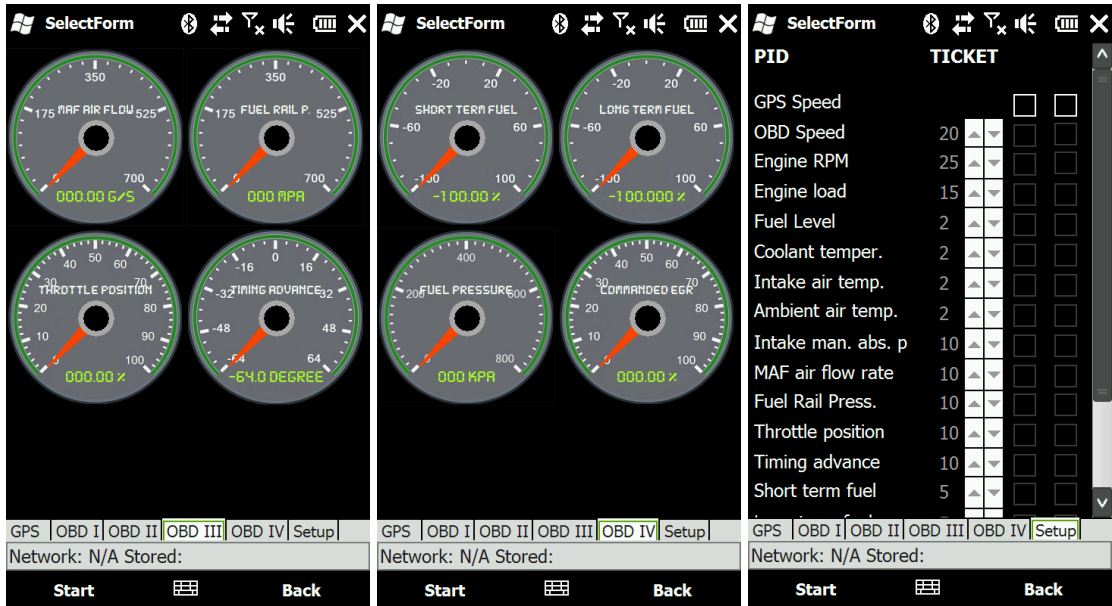 SelectForm
350
175 MAF AIR FLOW 525
0 700
000.00 G/S
350
175 FUEL RAIL P. 525
0 700
000 MPA
40 50 60
30 70
THROTTLE POSITION
20 80
10 90
0 100
000.00 %
-16 0 16
-32 TIMING ADVANCE 32
-48 48
-64 64
-64.0 DEGREE
GPS OBD I OBD II OBD III OBD IV Setup
Network: N/A Stored:
Start Back
SelectForm
-20 20
SHORT TERM FUEL
-60 60
-100 100
-100.00 %
-20 20
LONG TERM FUEL
-60 60
-100 100
-100.000 %
400
200 FUEL PRESSURE 600
0 800
000 KPA
40 50 60
30 70
COMMANDED EGR
20 80
10 90
0 100
000.00 %
GPS OBD I OBD II OBD III OBD IV Setup
Network: N/A Stored:
Start Back
SelectForm
PID TICKET
GPS Speed
OBD Speed 20
Engine RPM 25
Engine load 15
Fuel Level 2
Coolant temper. 2
Intake air temp. 2
Ambient air temp. 2
Intake man. abs. p 10
MAF air flow rate 10
Fuel Rail Press. 10
Throttle position 10
Timing advance 10
Short term fuel 5
GPS OBD I OBD II OBD III OBD IV Setup
Network: N/A Stored:
Start Back